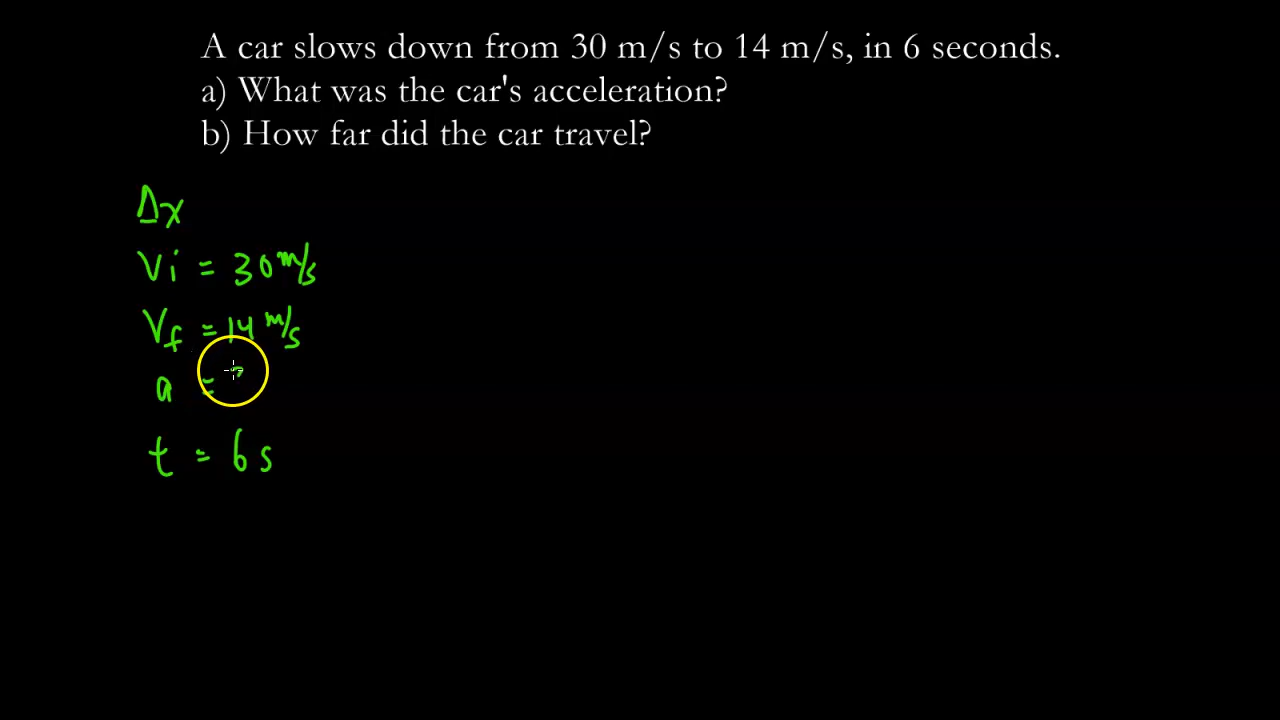 A car slows down from 30 m/s to 14 m/s, in 6 seconds.
a) What was the car's acceleration?
b) How far did the car travel?
Δx
Vi = 30 m/s
Vf = 14 m/s
a =
t = 6 s